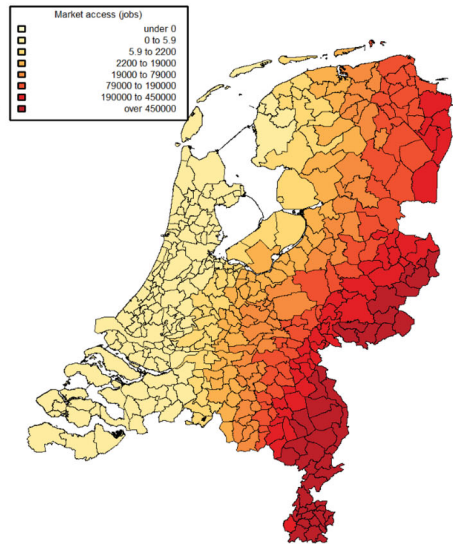 Market access (jobs)
under 0
0 to 5.9
5.9 to 2200
2200 to 19000
19000 to 79000
79000 to 190000
190000 to 450000
over 450000